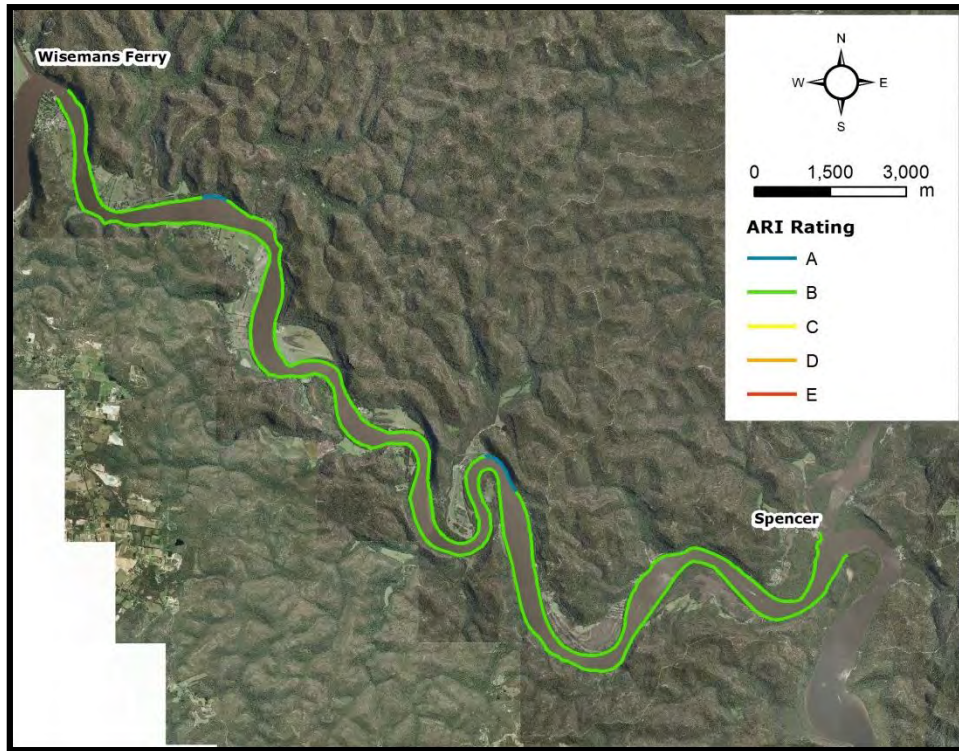 Wisemans Ferry
N
W E
S
0 1,500 3,000
m
ARI Rating
A
B
C
D
E
Spencer